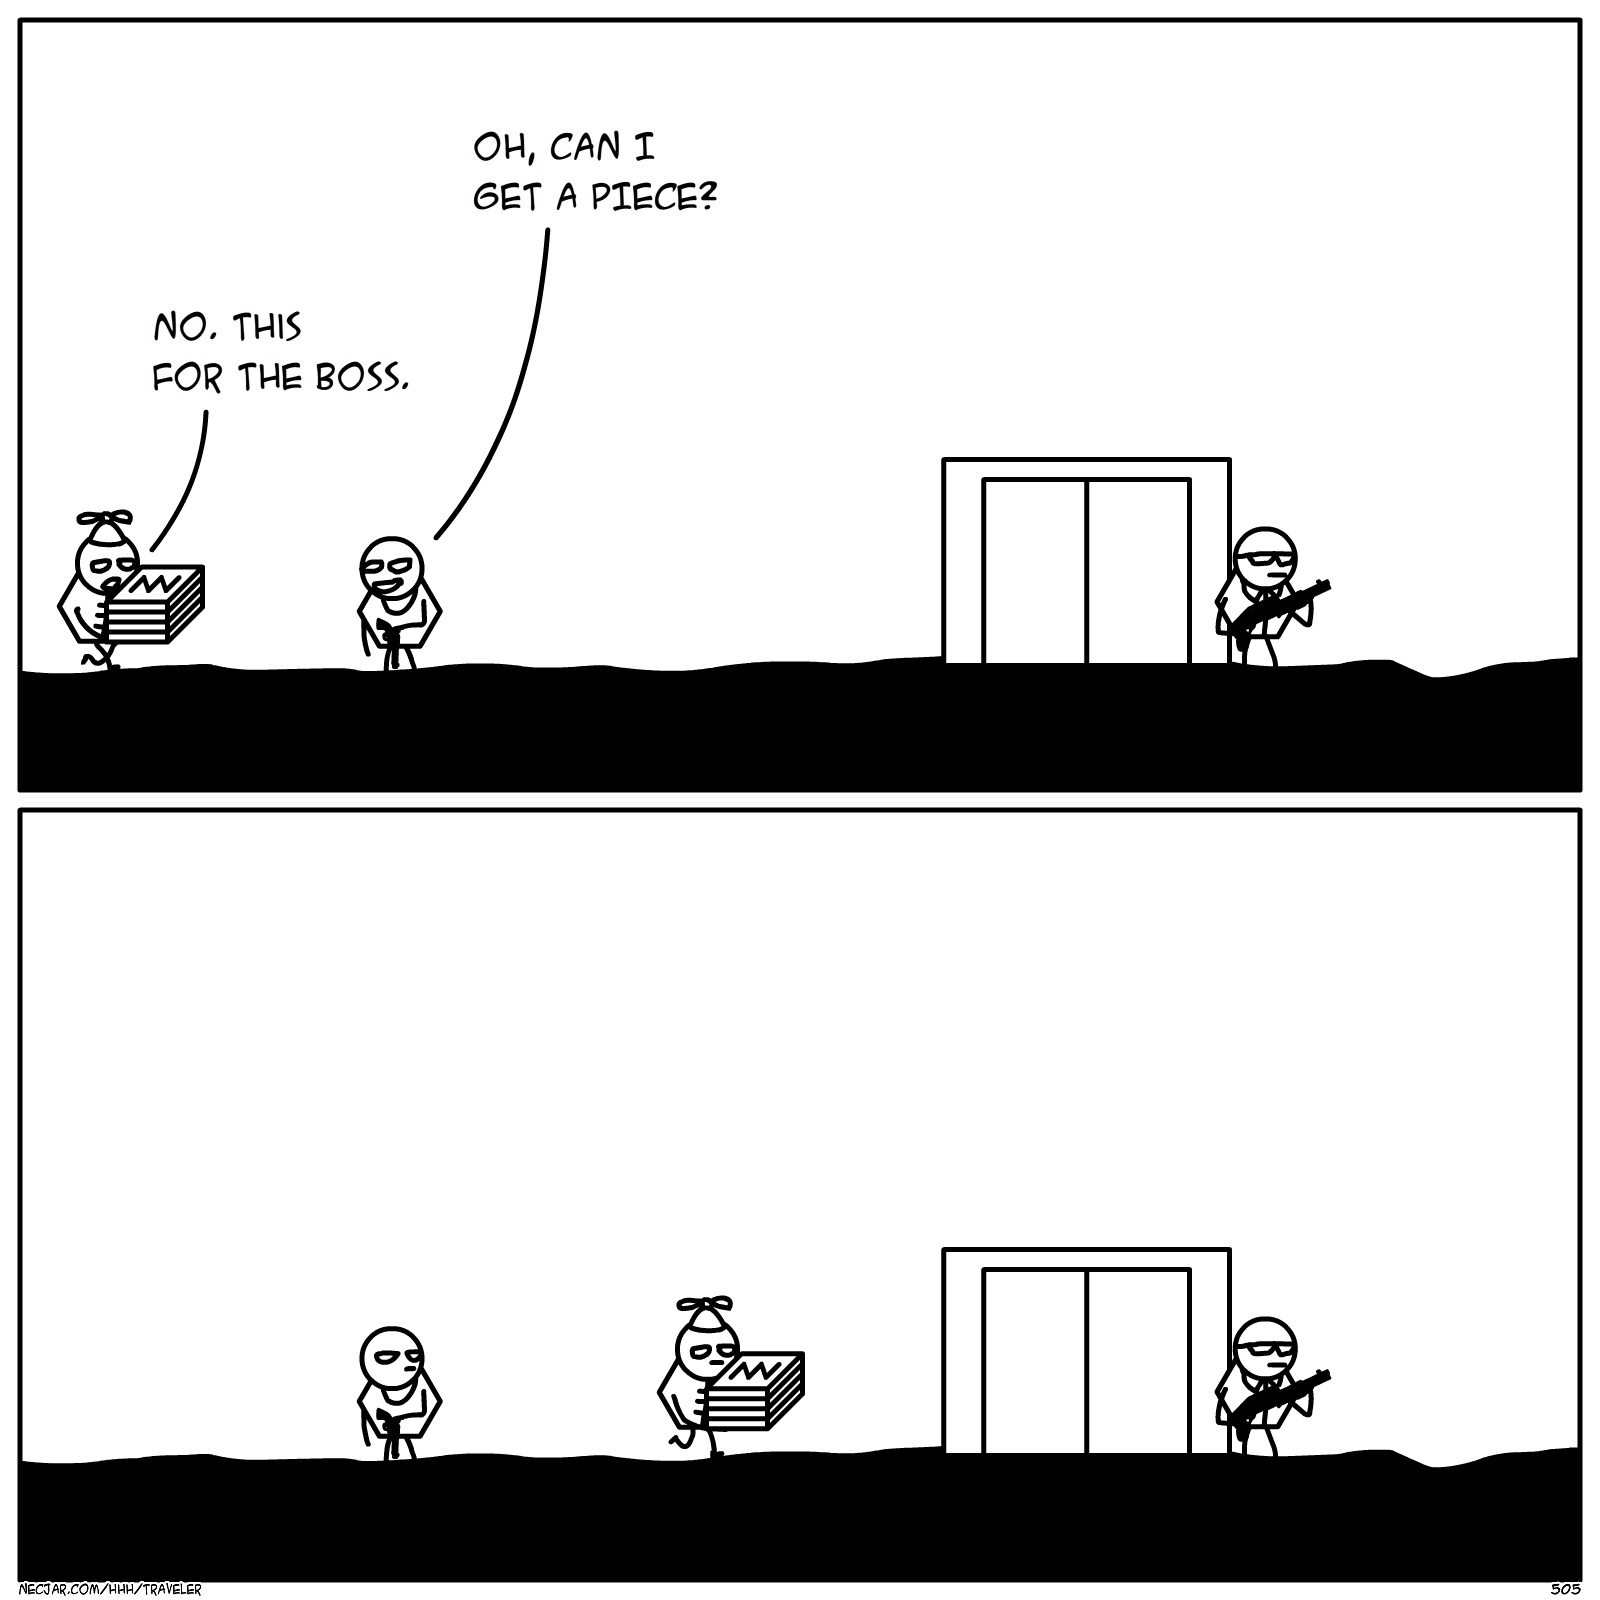 OH, CAN I
GET A PIECE?
NO. THIS
FOR THE BOSS.
W
W
NECJAR.COM/HHH/TRAVELER
505